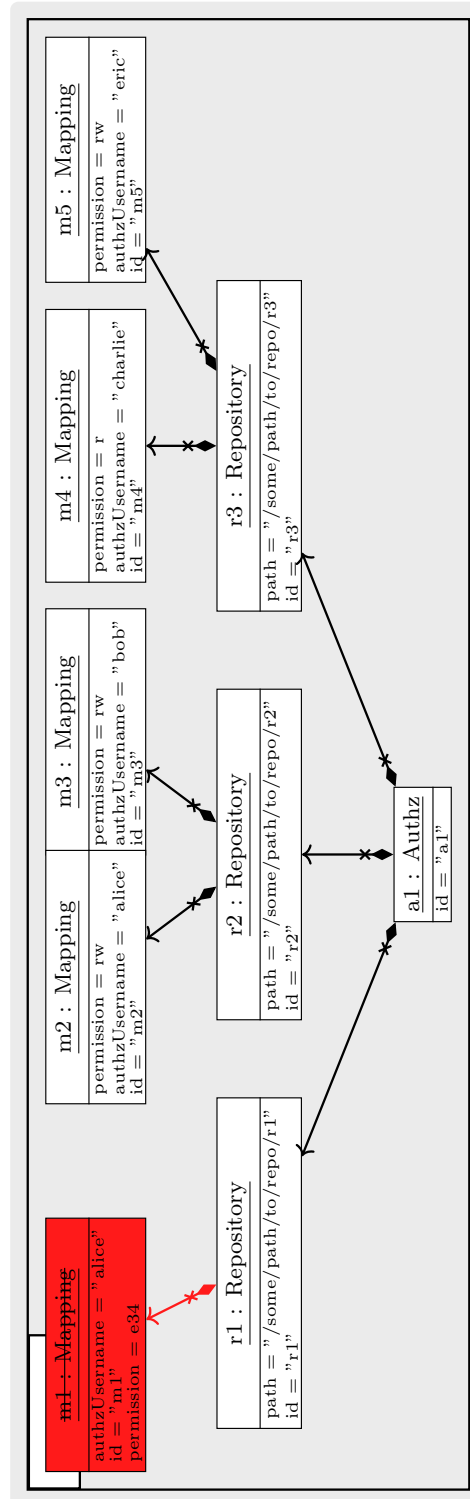 m1 : Mapping
authzUsername = "alice"
id = "m1"
permission = e34
m2 : Mapping
permission = rw
authzUsername = "alice"
id = "m2"
m3 : Mapping
permission = rw
authzUsername = "bob"
id = "m3"
m4 : Mapping
permission = r
authzUsername = "charlie"
id = "m4"
m5 : Mapping
permission = rw
authzUsername = "eric"
id = "m5"
r1 : Repository
path = "/some/path/to/repo/r1"
id = "r1"
r2 : Repository
path = "/some/path/to/repo/r2"
id = "r2"
r3 : Repository
path = "/some/path/to/repo/r3"
id = "r3"
a1 : Authz
id = "a1"